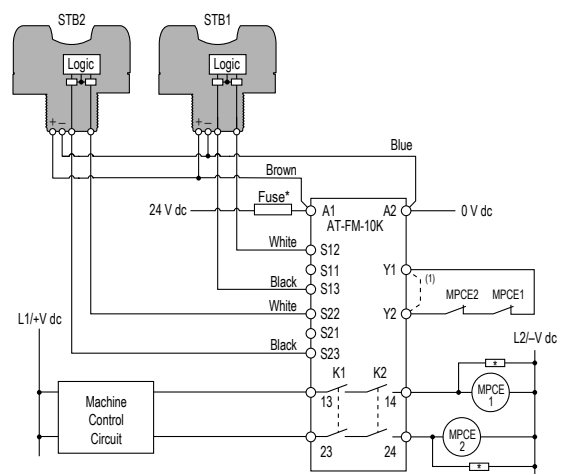 STB2
STB1
Logic
Logic
+ –
+ –
Blue
Brown
Fuse*
24 V dc
A1
A2
0 V dc
AT-FM-10K
White
S12
S11
Y1
(1)
Black
S13
MPCE2
MPCE1
White
S22
Y2
L1/+V dc
S21
L2/–V dc
Black
S23
K1
K2
*
13
14
MPCE
1
Machine
Control
Circuit
23
24
MPCE
2
*